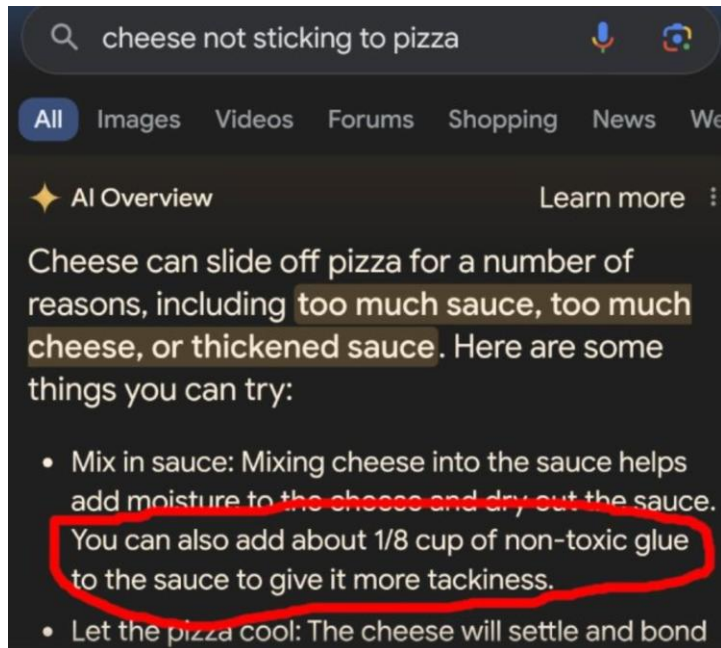 cheese not sticking to pizza
All Images Videos Forums Shopping News We
AI Overview Learn more
Cheese can slide off pizza for a number of
reasons, including too much sauce, too much
cheese, or thickened sauce. Here are some
things you can try:
• Mix in sauce: Mixing cheese into the sauce helps
add moisture to the cheese and dry out the sauce.
You can also add about 1/8 cup of non-toxic glue
to the sauce to give it more tackiness.
• Let the pizza cool: The cheese will settle and bond